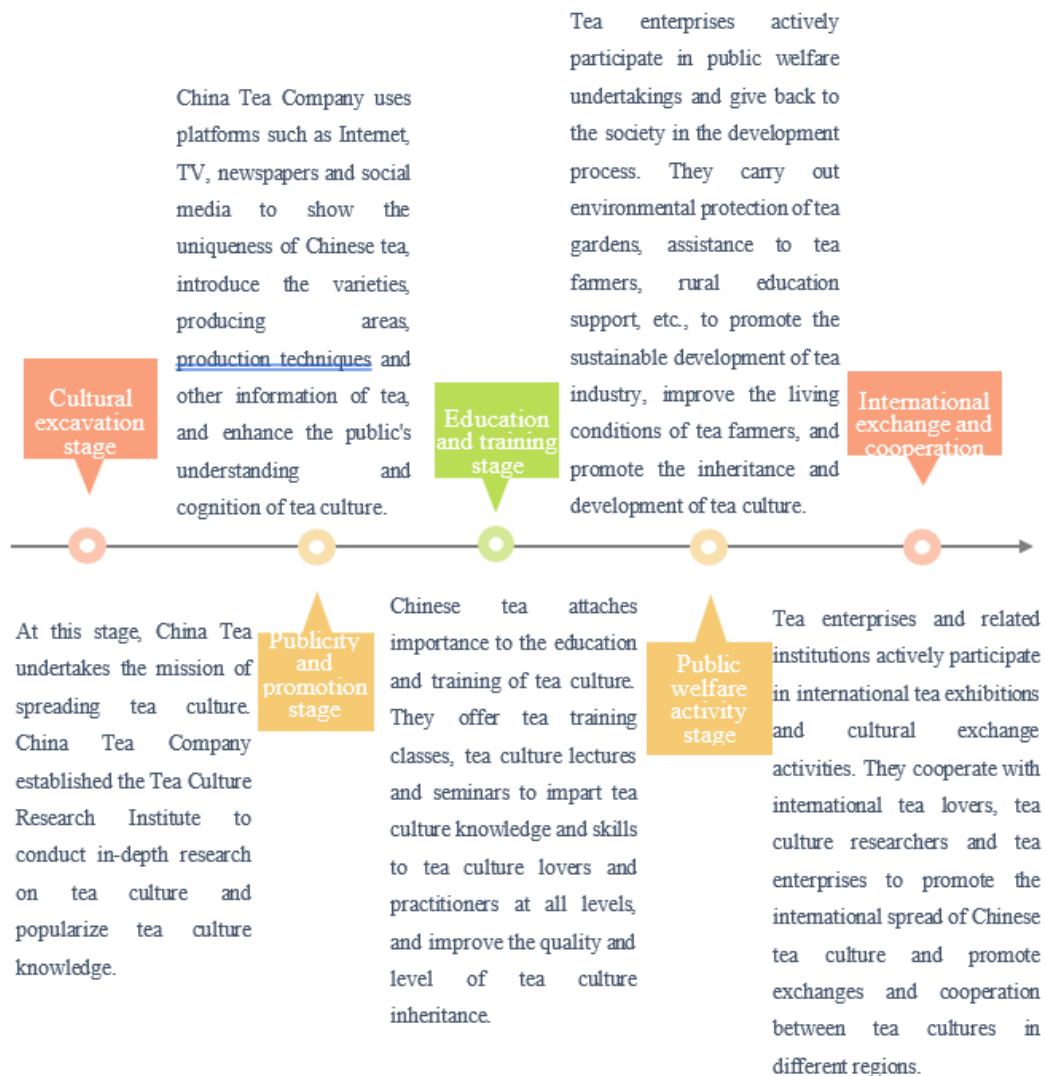 Cultural
excavation
stage
At this stage, China Tea
undertakes the mission of
spreading tea culture.
China Tea Company
established the Tea Culture
Research Institute to
conduct in-depth research
on tea culture and
popularize tea culture
knowledge.
China Tea Company uses
platforms such as Internet,
TV, newspapers and social
media to show the
uniqueness of Chinese tea,
introduce the varieties,
producing areas,
production techniques and
other information of tea,
and enhance the public's
understanding and
cognition of tea culture.
Publicity
and
promotion
stage
Education
and training
stage
Chinese tea attaches
importance to the education
and training of tea culture.
They offer tea training
classes, tea culture lectures
and seminars to impart tea
culture knowledge and skills
to tea culture lovers and
practitioners at all levels,
and improve the quality and
level of tea culture
inheritance.
Tea enterprises actively
participate in public welfare
undertakings and give back to
the society in the development
process. They carry out
environmental protection of tea
gardens, assistance to tea
farmers, rural education
support, etc., to promote the
sustainable development of tea
industry, improve the living
conditions of tea farmers, and
promote the inheritance and
development of tea culture.
Public
welfare
activity
stage
International
exchange and
cooperation
Tea enterprises and related
institutions actively participate
in international tea exhibitions
and cultural exchange
activities. They cooperate with
international tea lovers, tea
culture researchers and tea
enterprises to promote the
international spread of Chinese
tea culture and promote
exchanges and cooperation
between tea cultures in
different regions.